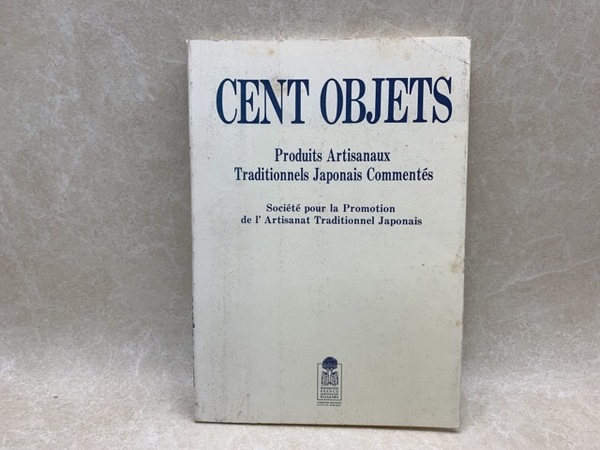 CENT OBJETS
Produits Artisanaux
Traditionnels Japonais Commentés
Société pour la Promotion
de l' Artisanat Traditionnel Japonais